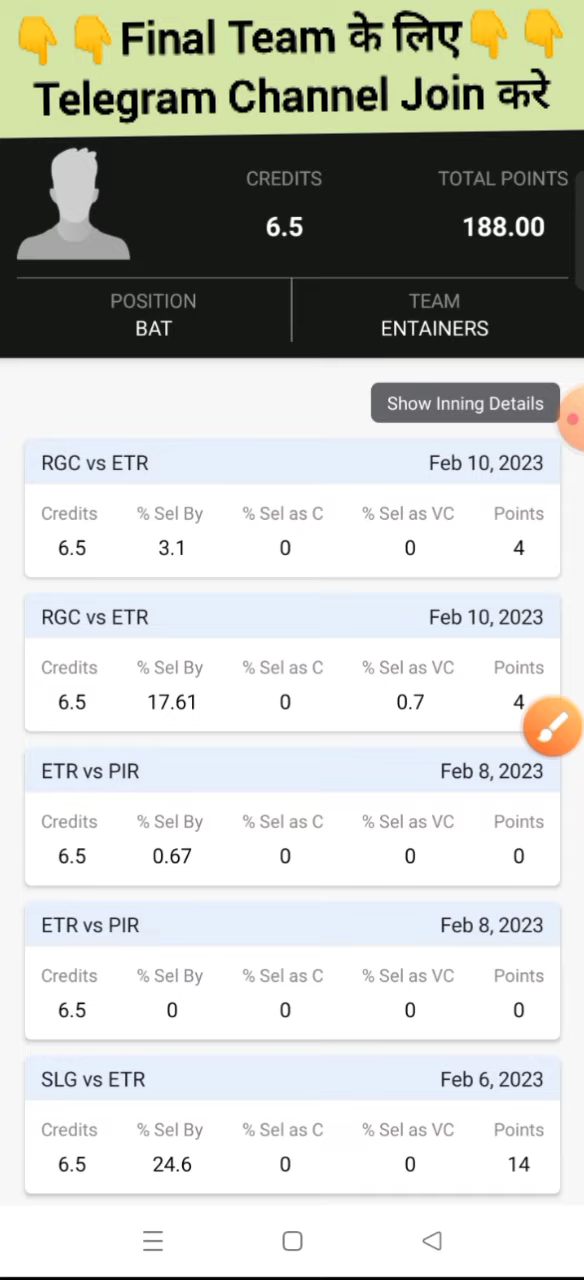 👇 👇 Final Team के लिए 👇 👇
Telegram Channel Join करे
CREDITS TOTAL POINTS
6.5 188.00
POSITION TEAM
BAT ENTAINERS
Show Inning Details
RGC vs ETR Feb 10, 2023
Credits % Sel By % Sel as C % Sel as VC Points
6.5 3.1 0 0 4
RGC vs ETR Feb 10, 2023
Credits % Sel By % Sel as C % Sel as VC Points
6.5 17.61 0 0.7 4
ETR vs PIR Feb 8, 2023
Credits % Sel By % Sel as C % Sel as VC Points
6.5 0.67 0 0 0
ETR vs PIR Feb 8, 2023
Credits % Sel By % Sel as C % Sel as VC Points
6.5 0 0 0 0
SLG vs ETR Feb 6, 2023
Credits % Sel By % Sel as C % Sel as VC Points
6.5 24.6 0 0 14